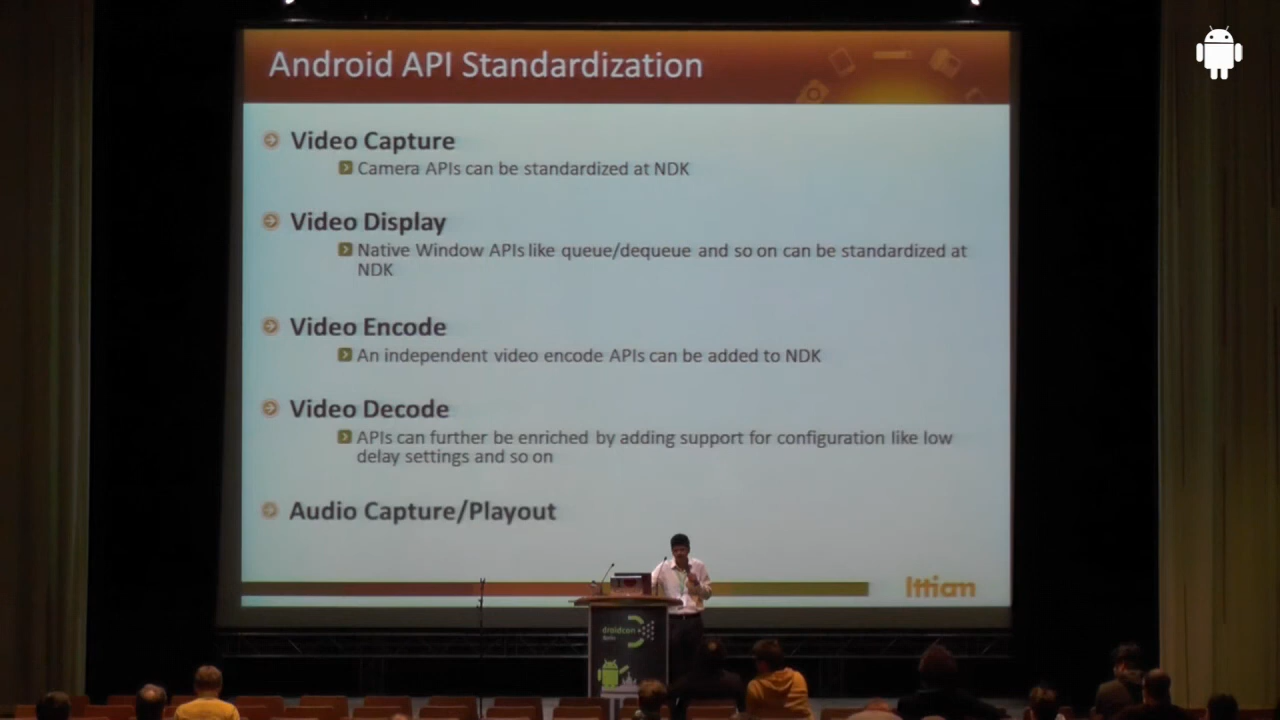 Android API Standardization
Video Capture
Camera APIs can be standardized at NDK
Video Display
Native Window APIs like queue/dequeue and so on can be standardized at
NDK
Video Encode
An independent video encode APIs can be added to NDK
Video Decode
APIs can further be enriched by adding support for configuration like low
delay settings and so on
Audio Capture/Playout
Ittiam
droidcon
Berlin